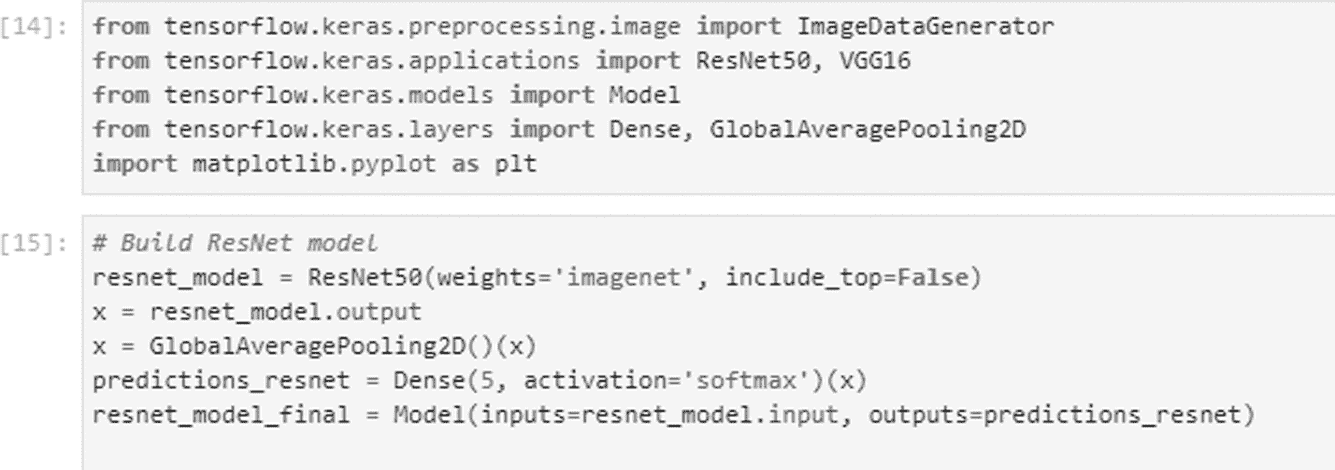 [14]: from tensorflow.keras.preprocessing.image import ImageDataGenerator
from tensorflow.keras.applications import ResNet50, VGG16
from tensorflow.keras.models import Model
from tensorflow.keras.layers import Dense, GlobalAveragePooling2D
import matplotlib.pyplot as plt
[15]: # Build ResNet model
resnet_model = ResNet50(weights='imagenet', include_top=False)
x = resnet_model.output
x = GlobalAveragePooling2D()(x)
predictions_resnet = Dense(5, activation='softmax')(x)
resnet_model_final = Model(inputs=resnet_model.input, outputs=predictions_resnet)